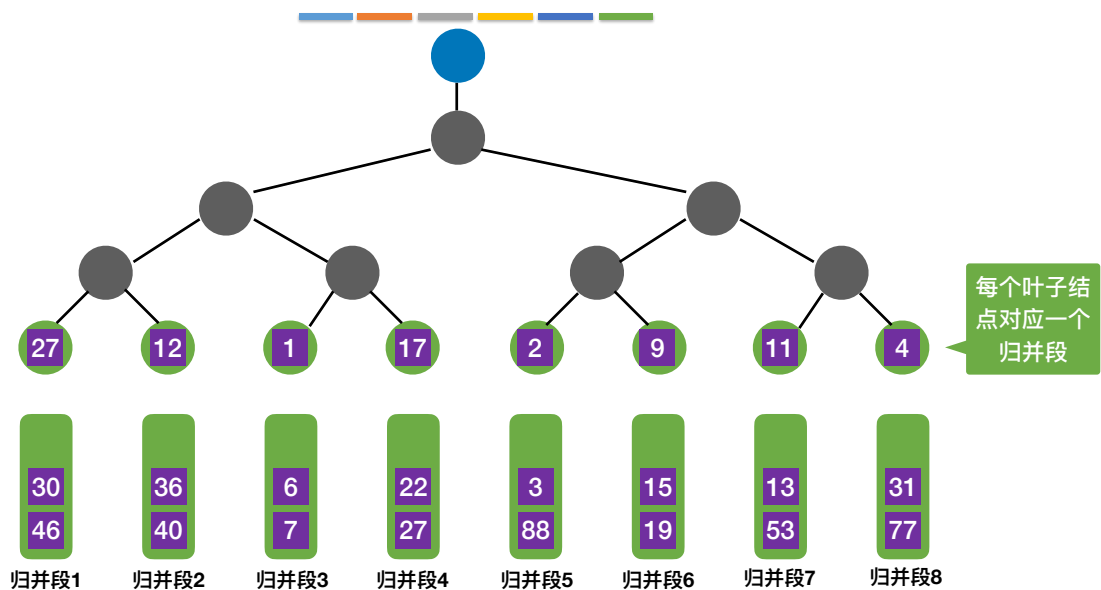 27 12 1 17 2 9 11 4
每个叶子结
点对应一个
归并段
30 36 6 22 3 15 13 31
46 40 7 27 88 19 53 77
归并段1 归并段2 归并段3 归并段4 归并段5 归并段6 归并段7 归并段8